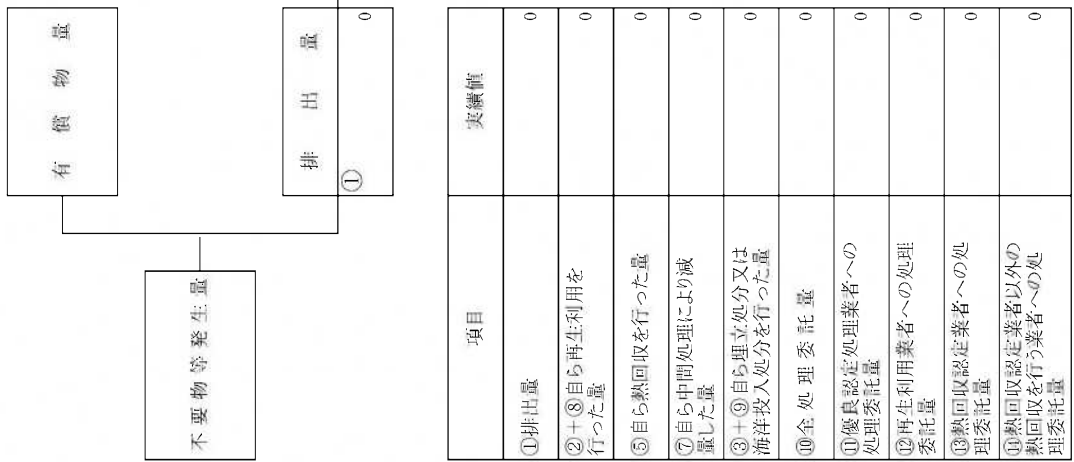 不要物等発生量
有償物量
排出量
①
0
項目
実績値
①排出量
0
②+⑧自ら再生利用を
行った量
0
⑤自ら熱回収を行った量
0
⑦自ら中間処理により減
量した量
0
③+⑨自ら埋立処分又は
海洋投入処分を行った量
0
⑩全処理委託量
0
⑪優良認定処理業者への
処理委託量
0
⑫再生利用業者への処理
委託量
0
⑬熱回収認定業者への処
理委託量
0
⑭熱回収認定業者以外の
熱回収を行う業者への処
理委託量
0